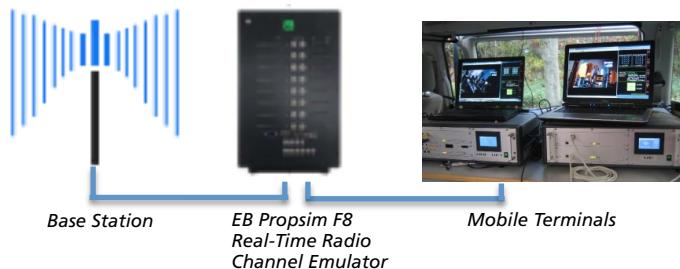 Base Station
EB Propsim F8
Real-Time Radio
Channel Emulator
Mobile Terminals